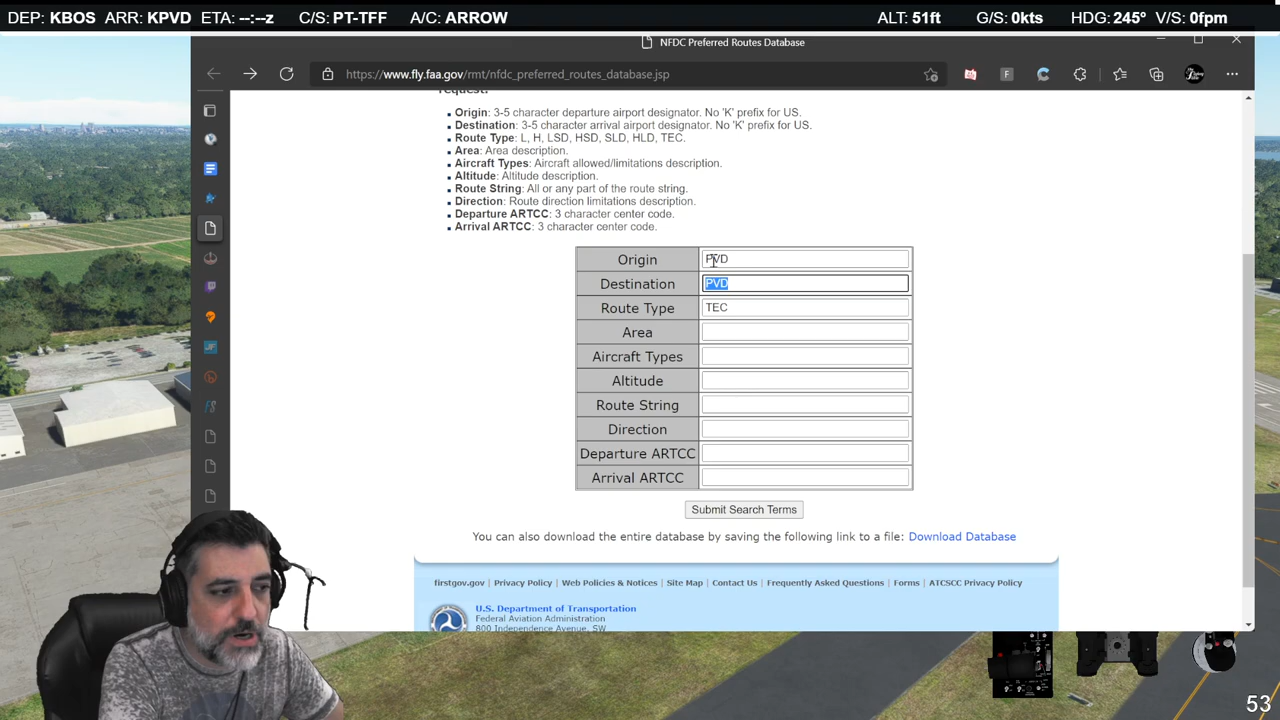 DEP: KBOS ARR: KPVD ETA: --:--z C/S: PT-TFF A/C: ARROW ALT: 51ft G/S: 0kts HDG: 245° V/S: 0fpm
NFDC Preferred Routes Database
https://www.fly.faa.gov/rmt/nfdc_preferred_routes_database.jsp
request:
Origin: 3-5 character departure airport designator. No 'K' prefix for US.
Destination: 3-5 character arrival airport designator. No 'K' prefix for US.
Route Type: L, H, LSD, HSD, SLD, HLD, TEC.
Area: Area description.
Aircraft Types: Aircraft allowed/limitations description.
Altitude: Altitude description.
Route String: All or any part of the route string.
Direction: Route direction limitations description.
Departure ARTCC: 3 character center code.
Arrival ARTCC: 3 character center code.
Origin PVD
Destination PVD
Route Type TEC
Area
Aircraft Types
Altitude
Route String
Direction
Departure ARTCC
Arrival ARTCC
Submit Search Terms
You can also download the entire database by saving the following link to a file: Download Database
firstgov.gov | Privacy Policy | Web Policies & Notices | Site Map | Contact Us | Frequently Asked Questions | Forms | ATCSCC Privacy Policy
U.S. Department of Transportation
Federal Aviation Administration
800 Independence Avenue, SW
53